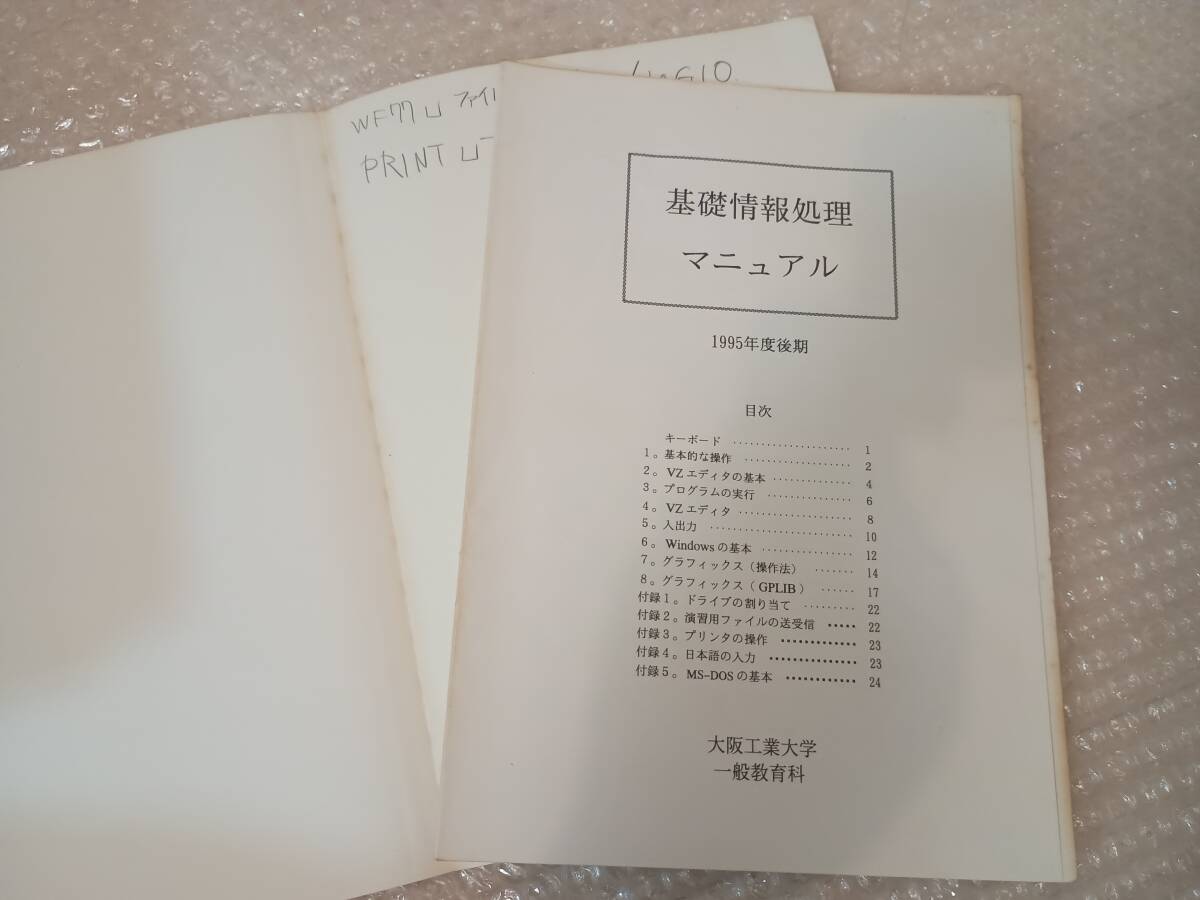 WF77 ␣ ファイル
PRINT ␣
基礎情報処理
マニュアル
1995年度後期
目次
キーボード ····················· 1
1。基本的な操作 ··················· 2
2。VZエディタの基本 ·············· 4
3。プログラムの実行 ··············· 6
4。VZエディタ ···················· 8
5。入出力 ························· 10
6。Windowsの基本 ················ 12
7。グラフィックス（操作法） ······· 14
8。グラフィックス（GPLIB） ······ 17
付録1。ドライブの割り当て ········· 22
付録2。演習用ファイルの送受信 ····· 22
付録3。プリンタの操作 ············· 23
付録4。日本語の入力 ··············· 23
付録5。MS-DOSの基本 ············ 24
大阪工業大学
一般教育科